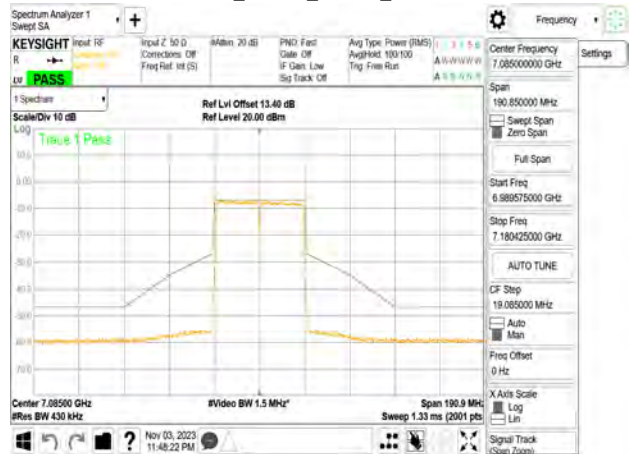 Spectrum Analyzer 1
Swept SA
+
Frequency
KEYSIGHT
Input: RF
Input Z: 50 Ω
#Atten: 20 dB
PNO: Fast
Avg Type: Power (RMS)
R
Corrections: Off
Gate: Off
Avg|Hold: 100/100
Freq Ref: Int (S)
IF Gain: Low
Trig: Free Run
Sig Track: Off
PASS
1 Spectrum
Ref Lvl Offset 13.40 dB
Scale/Div 10 dB
Ref Level 20.00 dBm
Log
Trace 1 Pass
Center 7.08500 GHz
#Video BW 1.5 MHz*
Span 190.9 MHz
#Res BW 430 kHz
Sweep 1.33 ms (2001 pts
?
Nov 03, 2023
11:48:22 PM
Center Frequency
7.085000000 GHz
Settings
Span
190.850000 MHz
Swept Span
Zero Span
Full Span
Start Freq
6.989575000 GHz
Stop Freq
7.180425000 GHz
AUTO TUNE
CF Step
19.085000 MHz
Auto
Man
Freq Offset
0 Hz
X Axis Scale
Log
Lin
Signal Track
(Span Zoom)